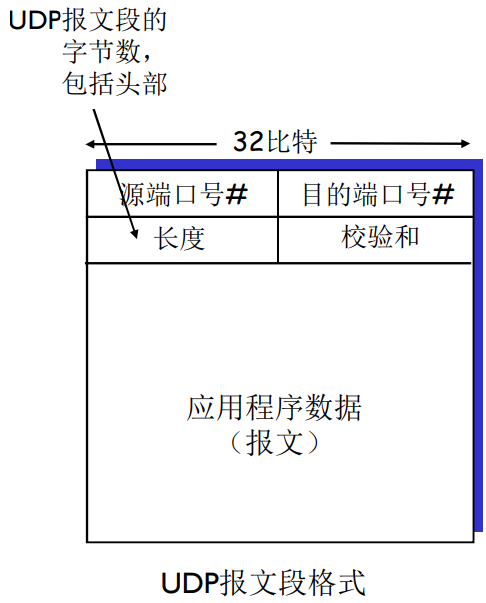 UDP报文段的
字节数，
包括头部
32比特
源端口号#
目的端口号#
长度
校验和
应用程序数据
（报文）
UDP报文段格式